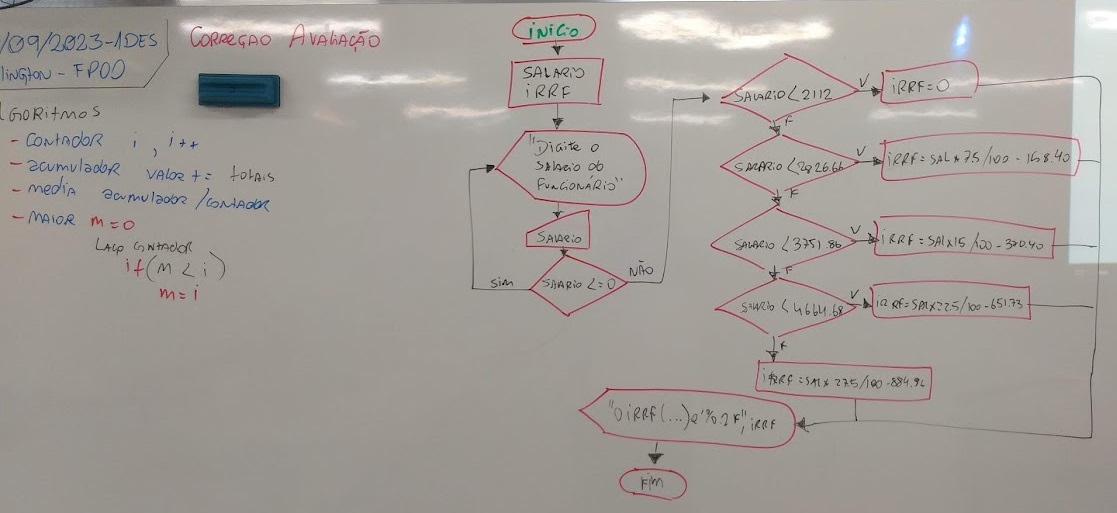 /09/2023-1DES
lington - FPOO
CORREÇÃO AVALIAÇÃO
LGORITMOS
- CONTADOR i, i++
- acumulador valor += totais
- media acumulador/contador
- MAIOR m=0
LAÇO CONTADOR
if(m < i)
m=i
INICIO
SALARIO
IRRF
"Digite o
SALARIO do
FUNCIONÁRIO"
SALARIO
SALARIO <=0
sim
NÃO
SALARIO < 2112
V
IRRF=0
F
SALARIO < 2826.66
V
IRRF = SAL x 7.5/100 - 158.40
F
SALARIO < 3751.86
V
IRRF = SAL x 15/100 - 370.40
F
SALARIO < 4664.68
V
IRRF = SAL x 22.5/100 - 651.73
F
IRRF = SAL x 27.5/100 - 884.96
"O IRRF (...) é %.2F", IRRF
Fim